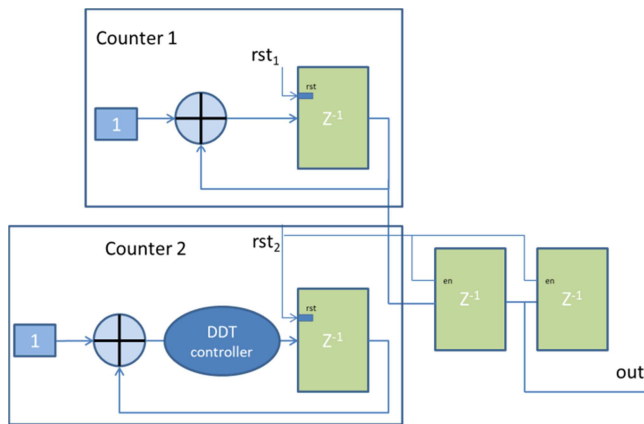 Counter 1
rst₁
rst
1
Z⁻¹
Counter 2
rst₂
en
en
Z⁻¹
Z⁻¹
rst
1
DDT
controller
Z⁻¹
out